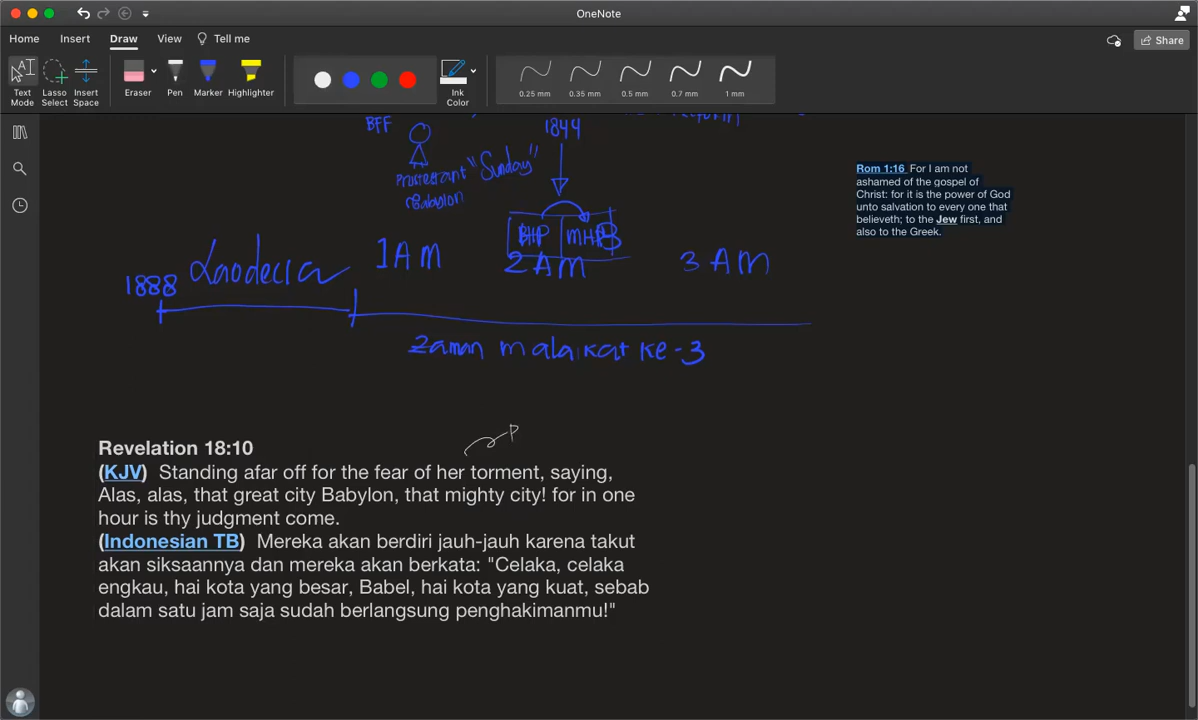 OneNote
Home Insert Draw View Tell me
Share
Text Mode
Lasso Select
Insert Space
Eraser
Pen
Marker
Highlighter
Ink Color
0.25 mm
0.35 mm
0.5 mm
0.7 mm
1 mm
BFF
1844
"Sunday"
Babylon
BHP
2 AM
1 AM
3 AM
1888
Zaman malaikat ke-3
Rom 1:16 For I am not
ashamed of the gospel of
Christ: for it is the power of God
unto salvation to every one that
believeth; to the Jew first, and
also to the Greek.
P
Revelation 18:10
(KJV) Standing afar off for the fear of her torment, saying,
Alas, alas, that great city Babylon, that mighty city! for in one
hour is thy judgment come.
(Indonesian TB) Mereka akan berdiri jauh-jauh karena takut
akan siksaannya dan mereka akan berkata: "Celaka, celaka
engkau, hai kota yang besar, Babel, hai kota yang kuat, sebab
dalam satu jam saja sudah berlangsung penghakimanmu!"